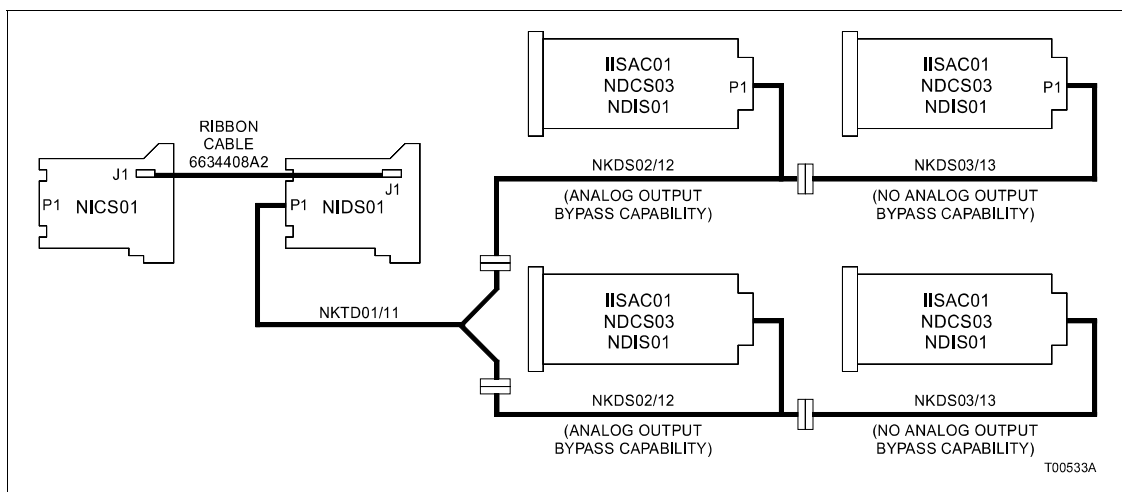 IISAC01
NDCS03
NDIS01
P1
IISAC01
NDCS03
NDIS01
P1
RIBBON
CABLE
6634408A2
J1
P1
NICS01
J1
P1
NIDS01
NKDS02/12
(ANALOG OUTPUT
BYPASS CAPABILITY)
NKDS03/13
(NO ANALOG OUTPUT
BYPASS CAPABILITY)
NKTD01/11
IISAC01
NDCS03
NDIS01
IISAC01
NDCS03
NDIS01
NKDS02/12
(ANALOG OUTPUT
BYPASS CAPABILITY)
NKDS03/13
(NO ANALOG OUTPUT
BYPASS CAPABILITY)
T00533A